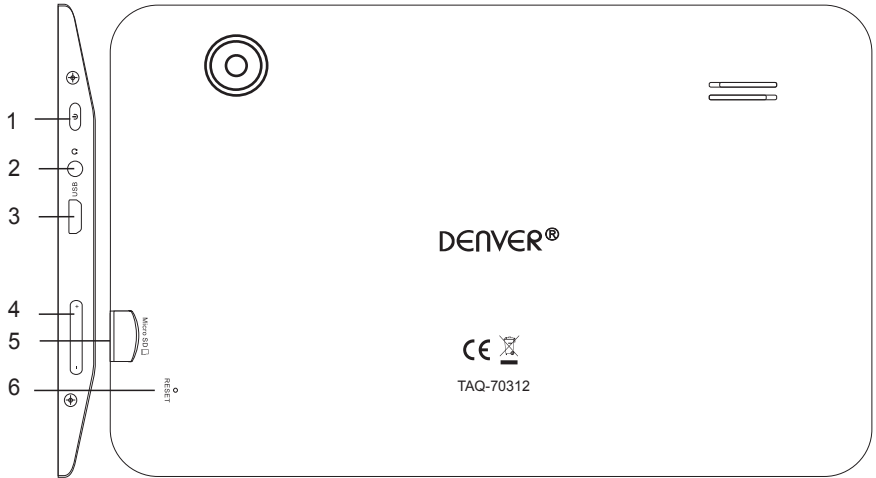 1
2
USB
3
4
+
-
Micro SD
5
6
RESET
DENVER®
CE
TAQ-70312